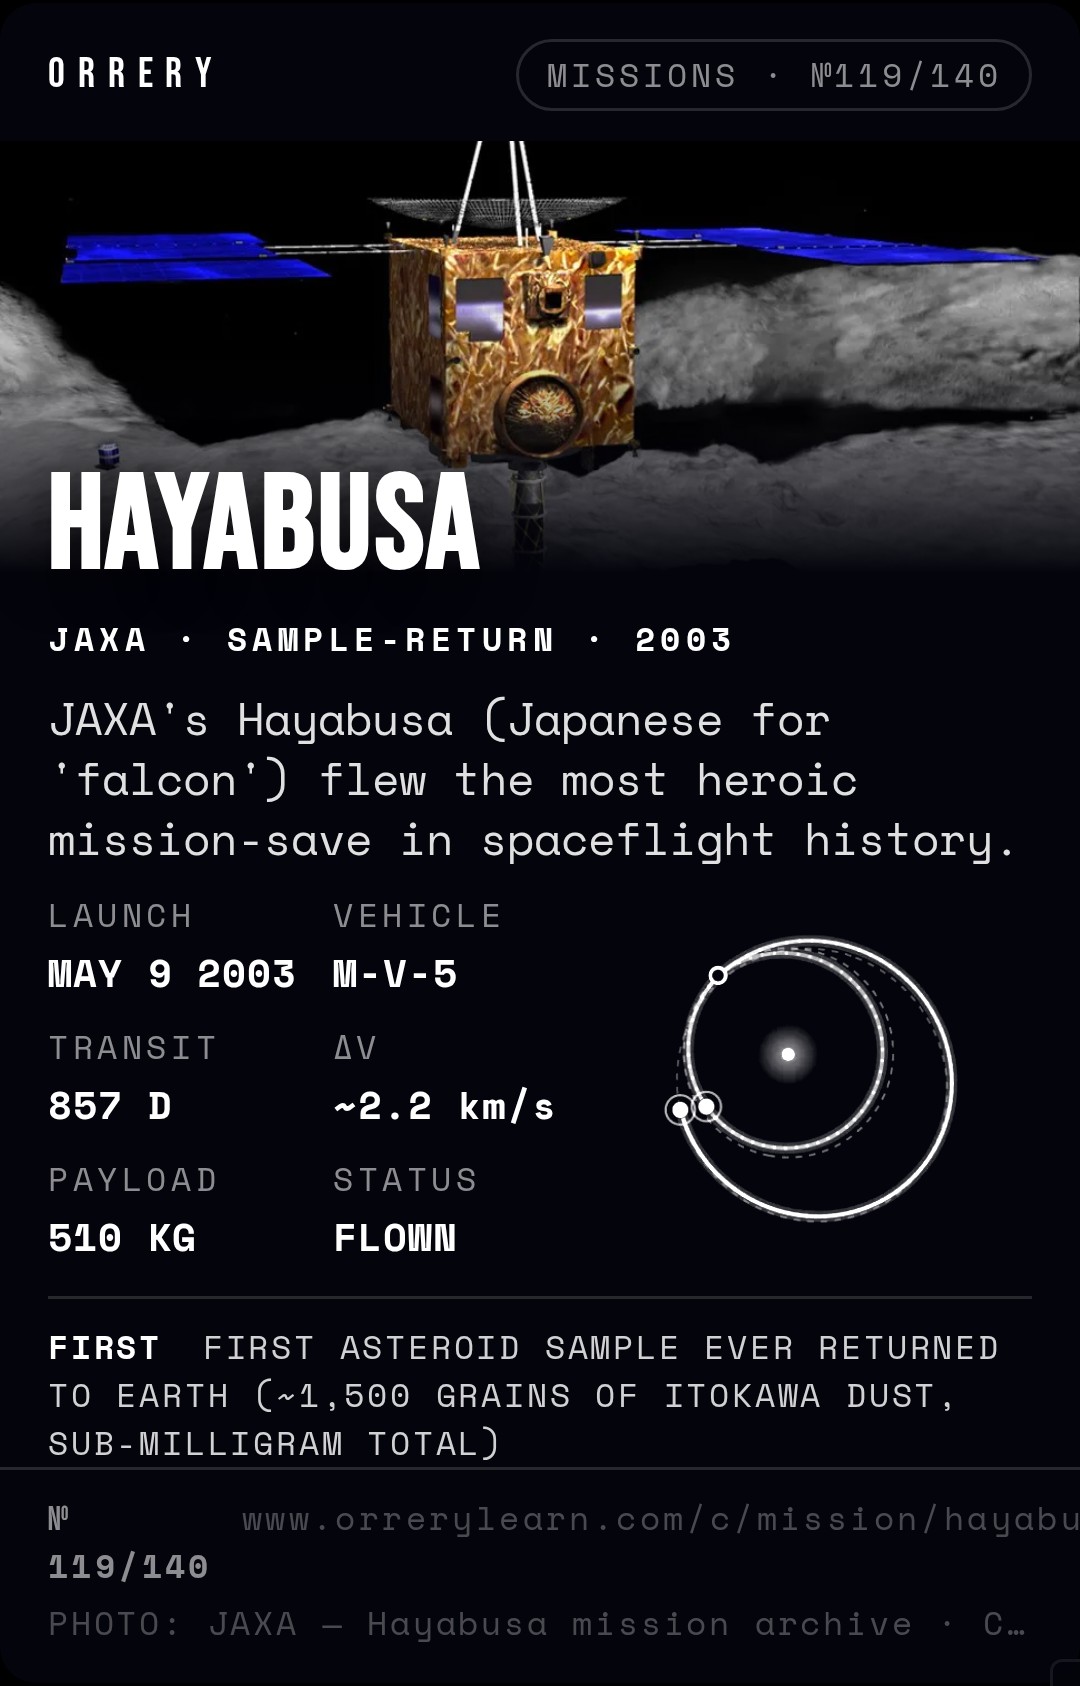 ORRERY
MISSIONS · №119/140
HAYABUSA
JAXA · SAMPLE-RETURN · 2003
JAXA's Hayabusa (Japanese for
'falcon') flew the most heroic
mission-save in spaceflight history.
LAUNCH VEHICLE
MAY 9 2003 M-V-5
TRANSIT ΔV
857 D ~2.2 km/s
PAYLOAD STATUS
510 KG FLOWN
FIRST FIRST ASTEROID SAMPLE EVER RETURNED
TO EARTH (~1,500 GRAINS OF ITOKAWA DUST,
SUB-MILLIGRAM TOTAL)
№ www.orrerylearn.com/c/mission/hayabu
119/140
PHOTO: JAXA — Hayabusa mission archive · C…